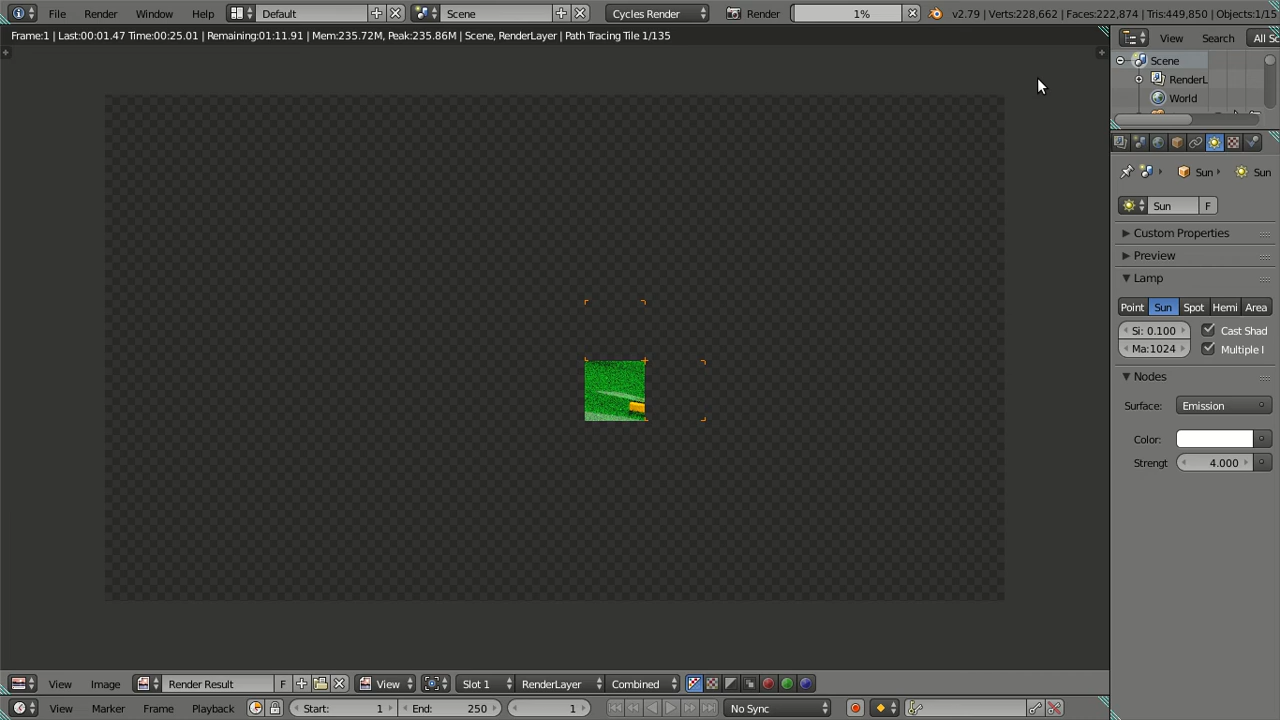 File Render Window Help Default Scene Cycles Render Render 1% v2.79 | Verts:228,662 | Faces:222,874 | Tris:449,850 | Objects:1/15
Frame:1 | Last:00:01.47 Time:00:25.01 | Remaining:01:11.91 | Mem:235.72M, Peak:235.86M | Scene, RenderLayer | Path Tracing Tile 1/135
View Search All Sc
Scene
RenderL
World
Sun Sun
Sun F
Custom Properties
Preview
Lamp
Point Sun Spot Hemi Area
Si: 0.100 Cast Shad
Ma:1024 Multiple I
Nodes
Surface: Emission
Color:
Strengt 4.000
View Image Render Result F View Slot 1 RenderLayer Combined
View Marker Frame Playback Start: 1 End: 250 1 No Sync